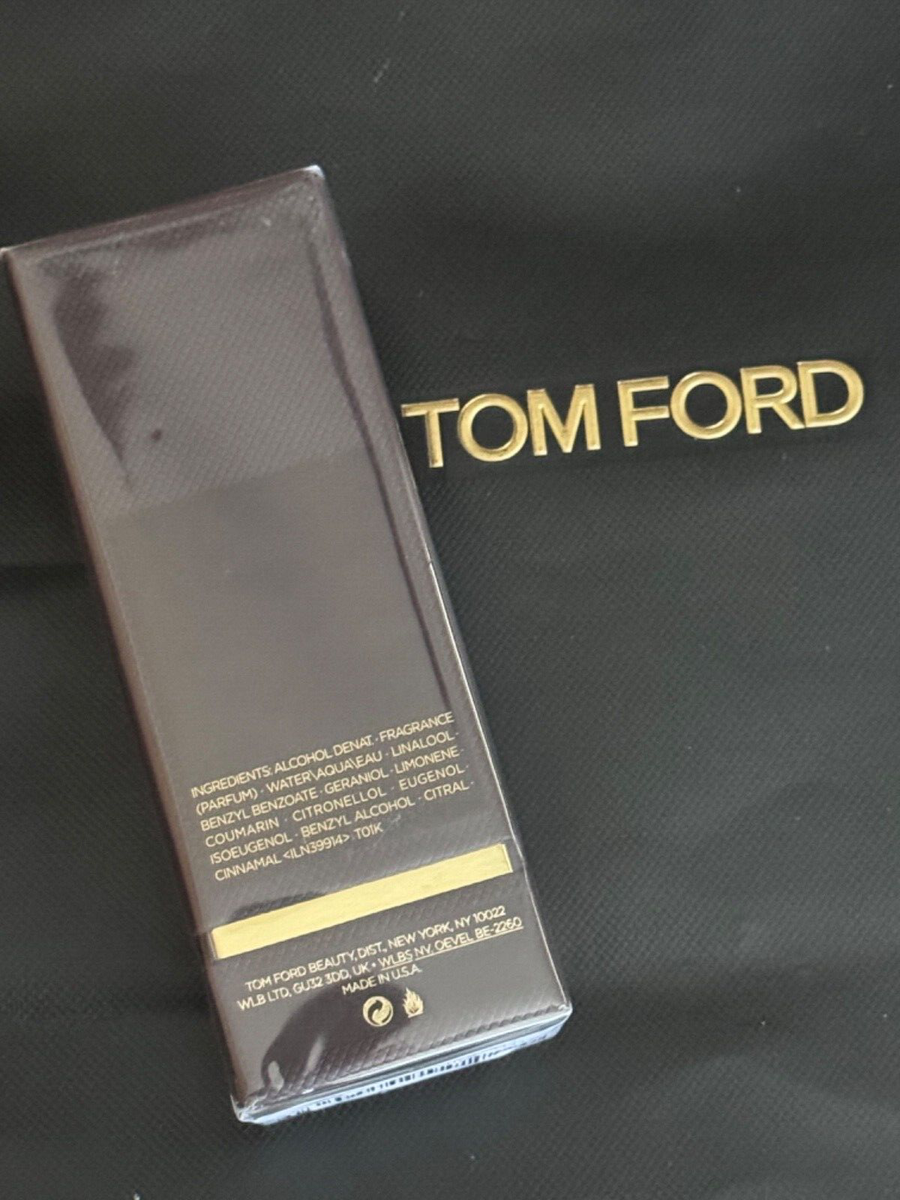 TOM FORD
INGREDIENTS: ALCOHOL DENAT. · FRAGRANCE
(PARFUM) · WATER\AQUA\EAU · LINALOOL ·
BENZYL BENZOATE · GERANIOL · LIMONENE ·
COUMARIN · CITRONELLOL · EUGENOL ·
ISOEUGENOL · BENZYL ALCOHOL · CITRAL ·
CINNAMAL <ILN39914> T01K
TOM FORD BEAUTY, DIST., NEW YORK, NY 10022
WLB LTD, GU32 3DD, UK • WLBS NV. OEVEL BE-2260
MADE IN U.S.A.